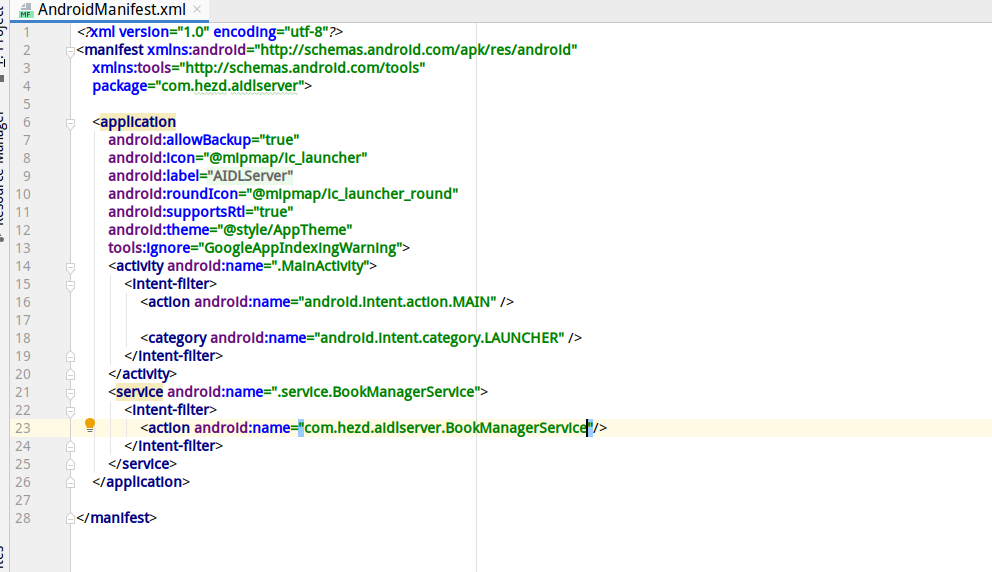 AndroidManifest.xml
1 <?xml version="1.0" encoding="utf-8"?>
2 <manifest xmlns:android="http://schemas.android.com/apk/res/android"
3 xmlns:tools="http://schemas.android.com/tools"
4 package="com.hezd.aidlserver">
5
6 <application
7 android:allowBackup="true"
8 android:icon="@mipmap/ic_launcher"
9 android:label="AIDLServer"
10 android:roundIcon="@mipmap/ic_launcher_round"
11 android:supportsRtl="true"
12 android:theme="@style/AppTheme"
13 tools:ignore="GoogleAppIndexingWarning">
14 <activity android:name=".MainActivity">
15 <intent-filter>
16 <action android:name="android.intent.action.MAIN" />
17
18 <category android:name="android.intent.category.LAUNCHER" />
19 </intent-filter>
20 </activity>
21 <service android:name=".service.BookManagerService">
22 <intent-filter>
23 <action android:name="com.hezd.aidlserver.BookManagerService"/>
24 </intent-filter>
25 </service>
26 </application>
27
28 </manifest>